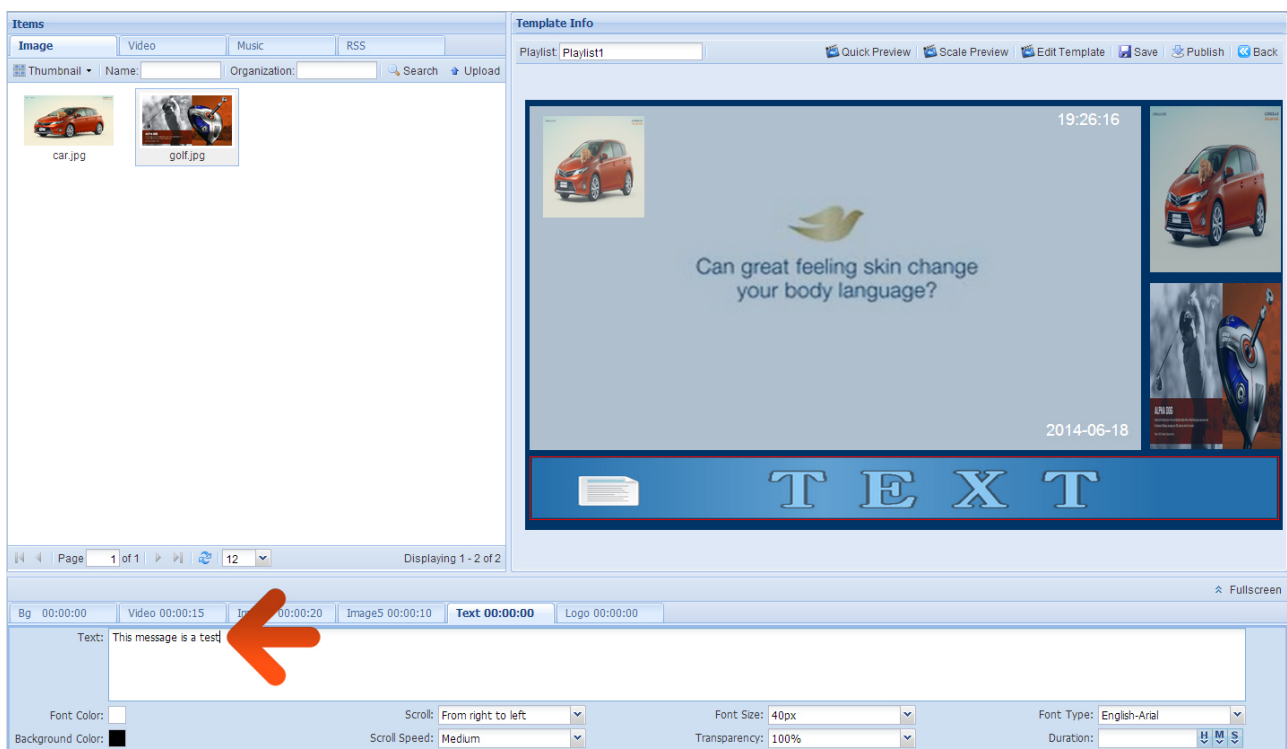 Items
Image Video Music RSS
Thumbnail Name: Organization: Search Upload
car.jpg golf.jpg
Page 1 of 1 12 Displaying 1 - 2 of 2
Template Info
Playlist: Playlist1 Quick Preview Scale Preview Edit Template Save Publish Back
19:26:16
Can great feeling skin change
your body language?
2014-06-18
ALPHA DOG
TEXT
Fullscreen
Bg 00:00:00 Video 00:00:15 00:00:20 Image5 00:00:10 Text 00:00:00 Logo 00:00:00
Text: This message is a test
Font Color: Scroll: From right to left Font Size: 40px Font Type: English-Arial
Background Color: Scroll Speed: Medium Transparency: 100% Duration: H M S